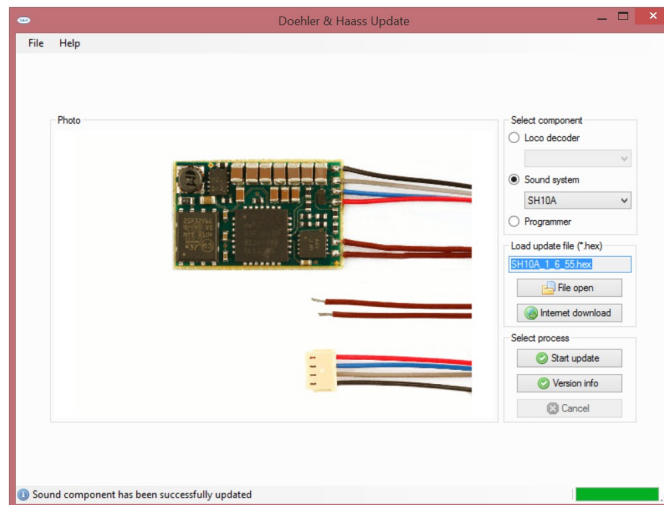 Doehler & Haass Update
File Help
Photo
Select component
Loco decoder
Sound system
SH10A
Programmer
Load update file (*.hex)
SH10A_1_6_55.hex
File open
Internet download
Select process
Start update
Version info
Cancel
Sound component has been successfully updated